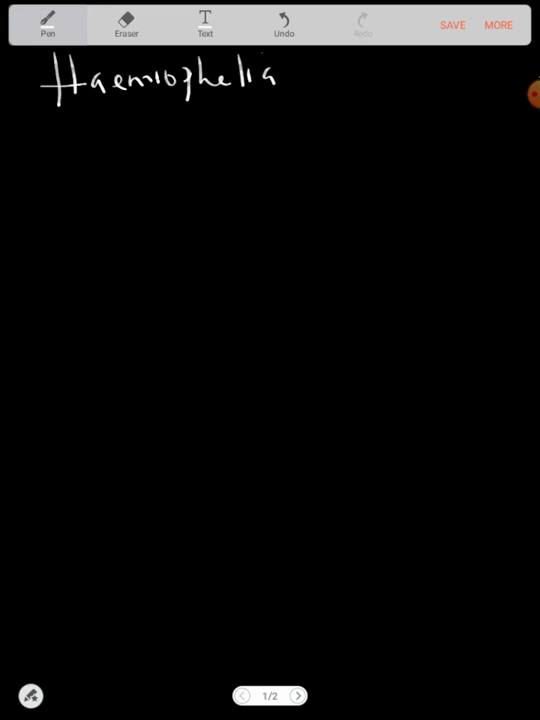 Pen
Eraser
Text
Undo
Redo
SAVE
MORE
Haemophelia
1/2